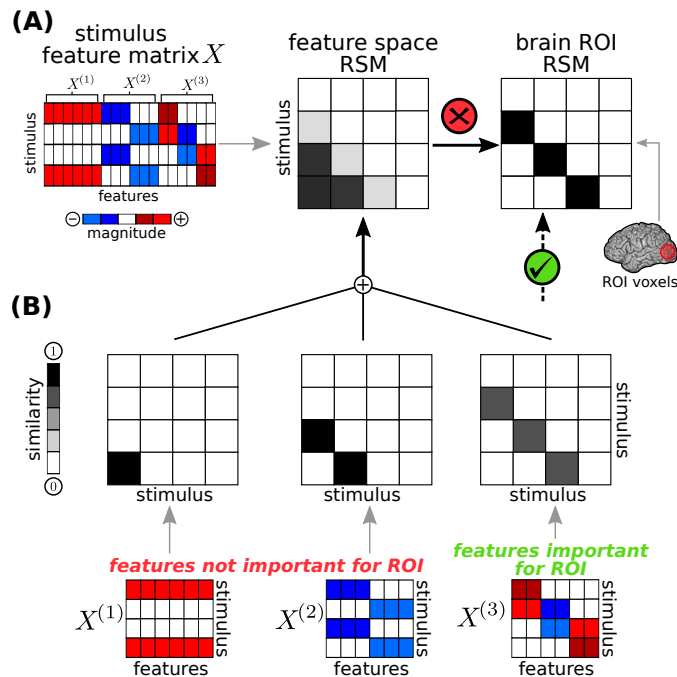 (A)
stimulus
feature matrix X
X^(1) X^(2) X^(3)
stimulus
features
− +
magnitude
feature space
RSM
stimulus
brain ROI
RSM
ROI voxels
+
(B)
1
similarity
0
stimulus
stimulus
stimulus
stimulus
features not important for ROI
features important
for ROI
X^(1)
stimulus
features
X^(2)
stimulus
features
X^(3)
stimulus
features